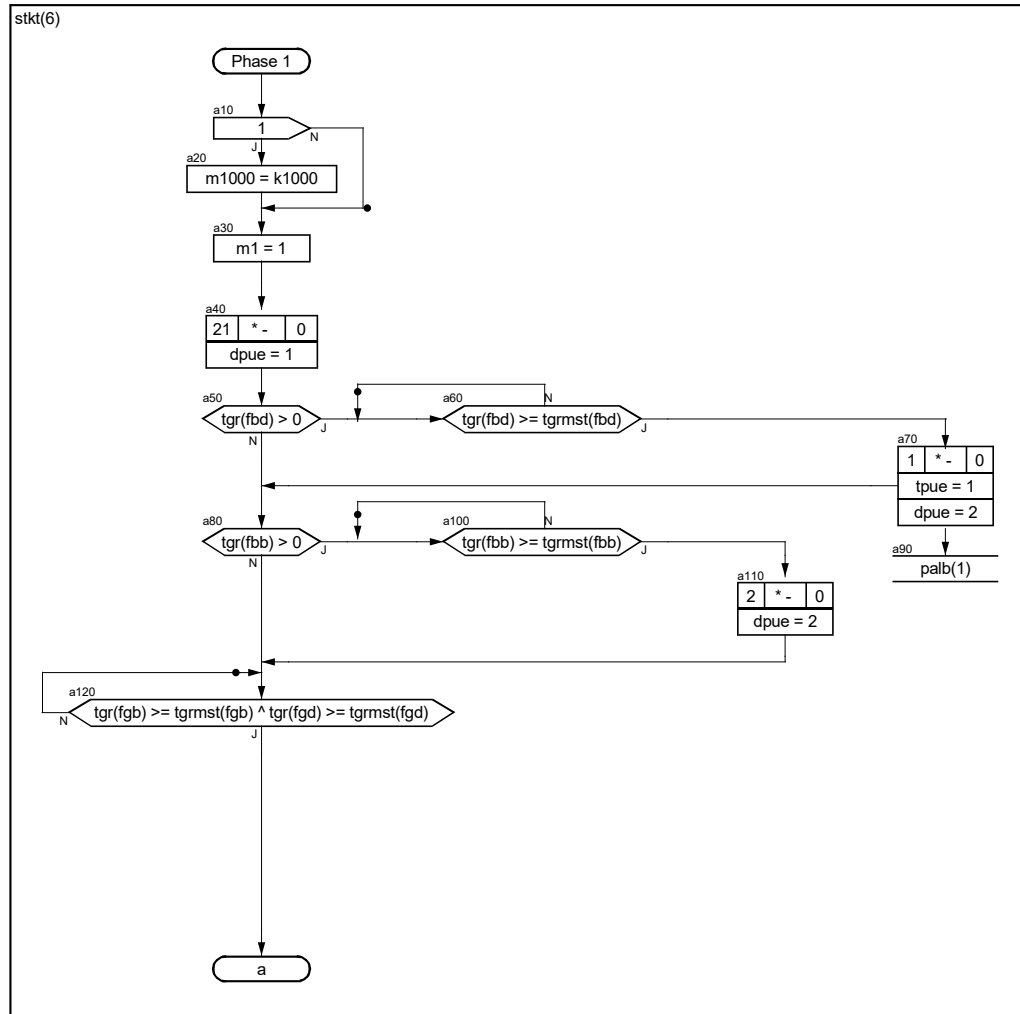 stkt(6)
Phase 1
a10
1
N
J
a20
m1000 = k1000
a30
m1 = 1
a40
21 * - 0
dpue = 1
a50
tgr(fbd) > 0
J
N
a60
N
tgr(fbd) >= tgrmst(fbd)
J
a70
1 * - 0
tpue = 1
dpue = 2
a80
tgr(fbb) > 0
J
N
a100
N
tgr(fbb) >= tgrmst(fbb)
J
a90
palb(1)
a110
2 * - 0
dpue = 2
a120
N
tgr(fgb) >= tgrmst(fgb) ^ tgr(fgd) >= tgrmst(fgd)
J
a